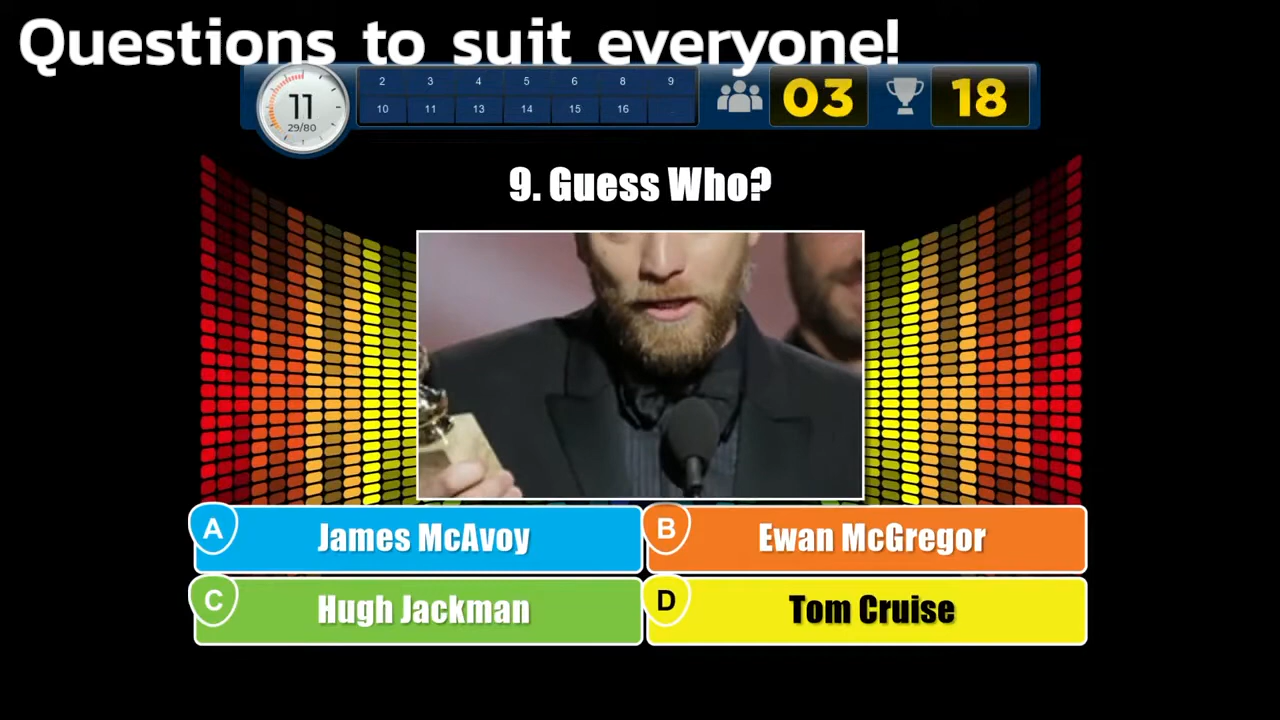 Questions to suit everyone!
11
29/80
2 3 4 5 6 8 9
10 11 13 14 15 16
03
18
9. Guess Who?
A James McAvoy
B Ewan McGregor
C Hugh Jackman
D Tom Cruise